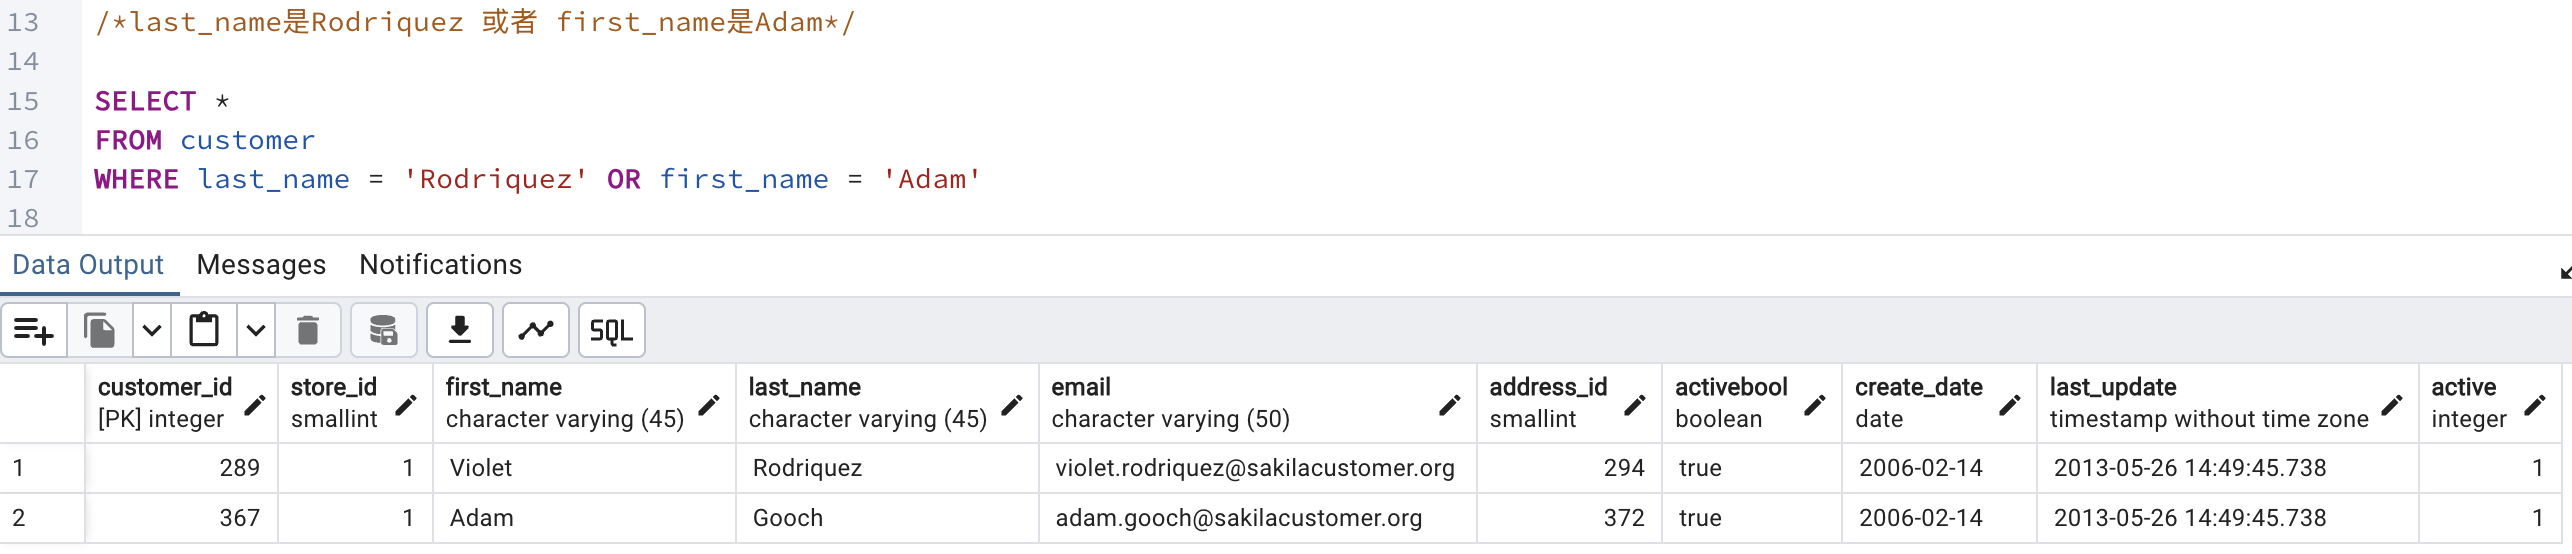 13 /*last_name是Rodriquez 或者 first_name是Adam*/
14
15 SELECT *
16 FROM customer
17 WHERE last_name = 'Rodriquez' OR first_name = 'Adam'
18
Data Output Messages Notifications
SQL
customer_id store_id first_name last_name email address_id activebool create_date last_update active
[PK] integer smallint character varying (45) character varying (45) character varying (50) smallint boolean date timestamp without time zone integer
1 289 1 Violet Rodriquez violet.rodriquez@sakilacustomer.org 294 true 2006-02-14 2013-05-26 14:49:45.738 1
2 367 1 Adam Gooch adam.gooch@sakilacustomer.org 372 true 2006-02-14 2013-05-26 14:49:45.738 1